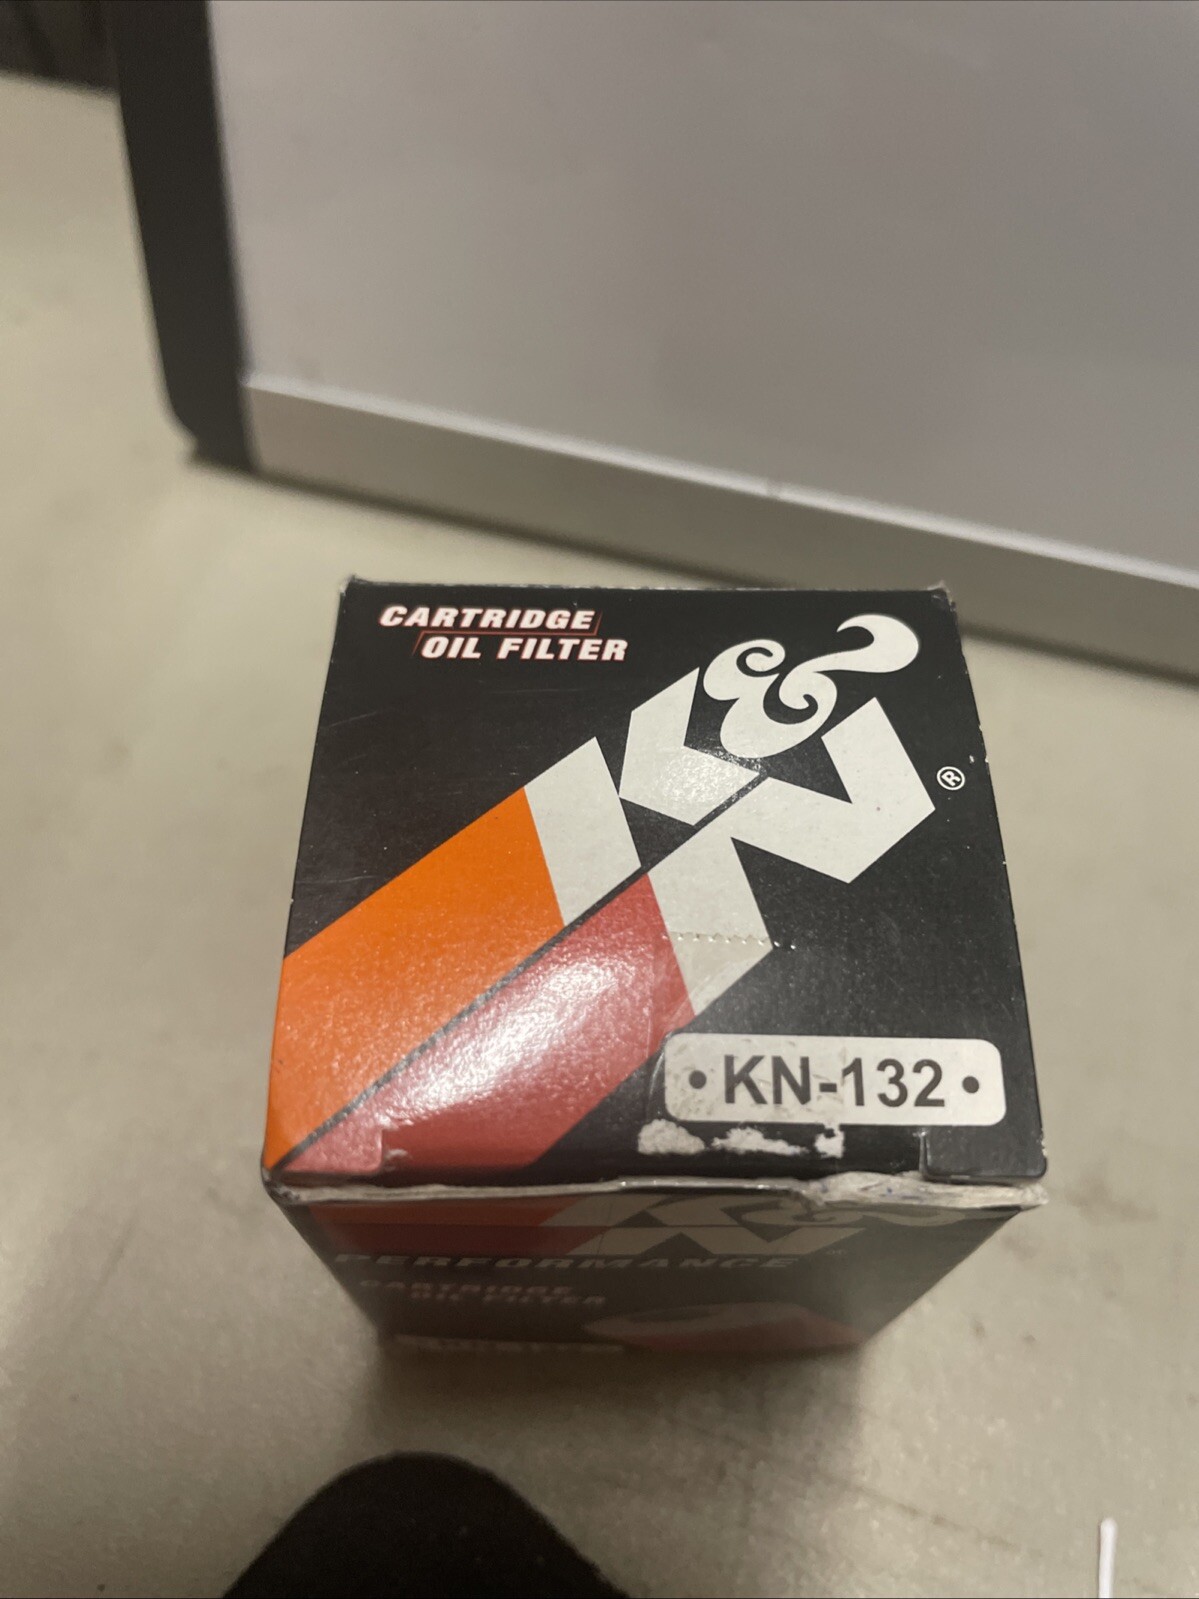 CARTRIDGE
OIL FILTER
K&N®
• KN-132 •
K&N
PERFORMANCE
CARTRIDGE
OIL FILTER